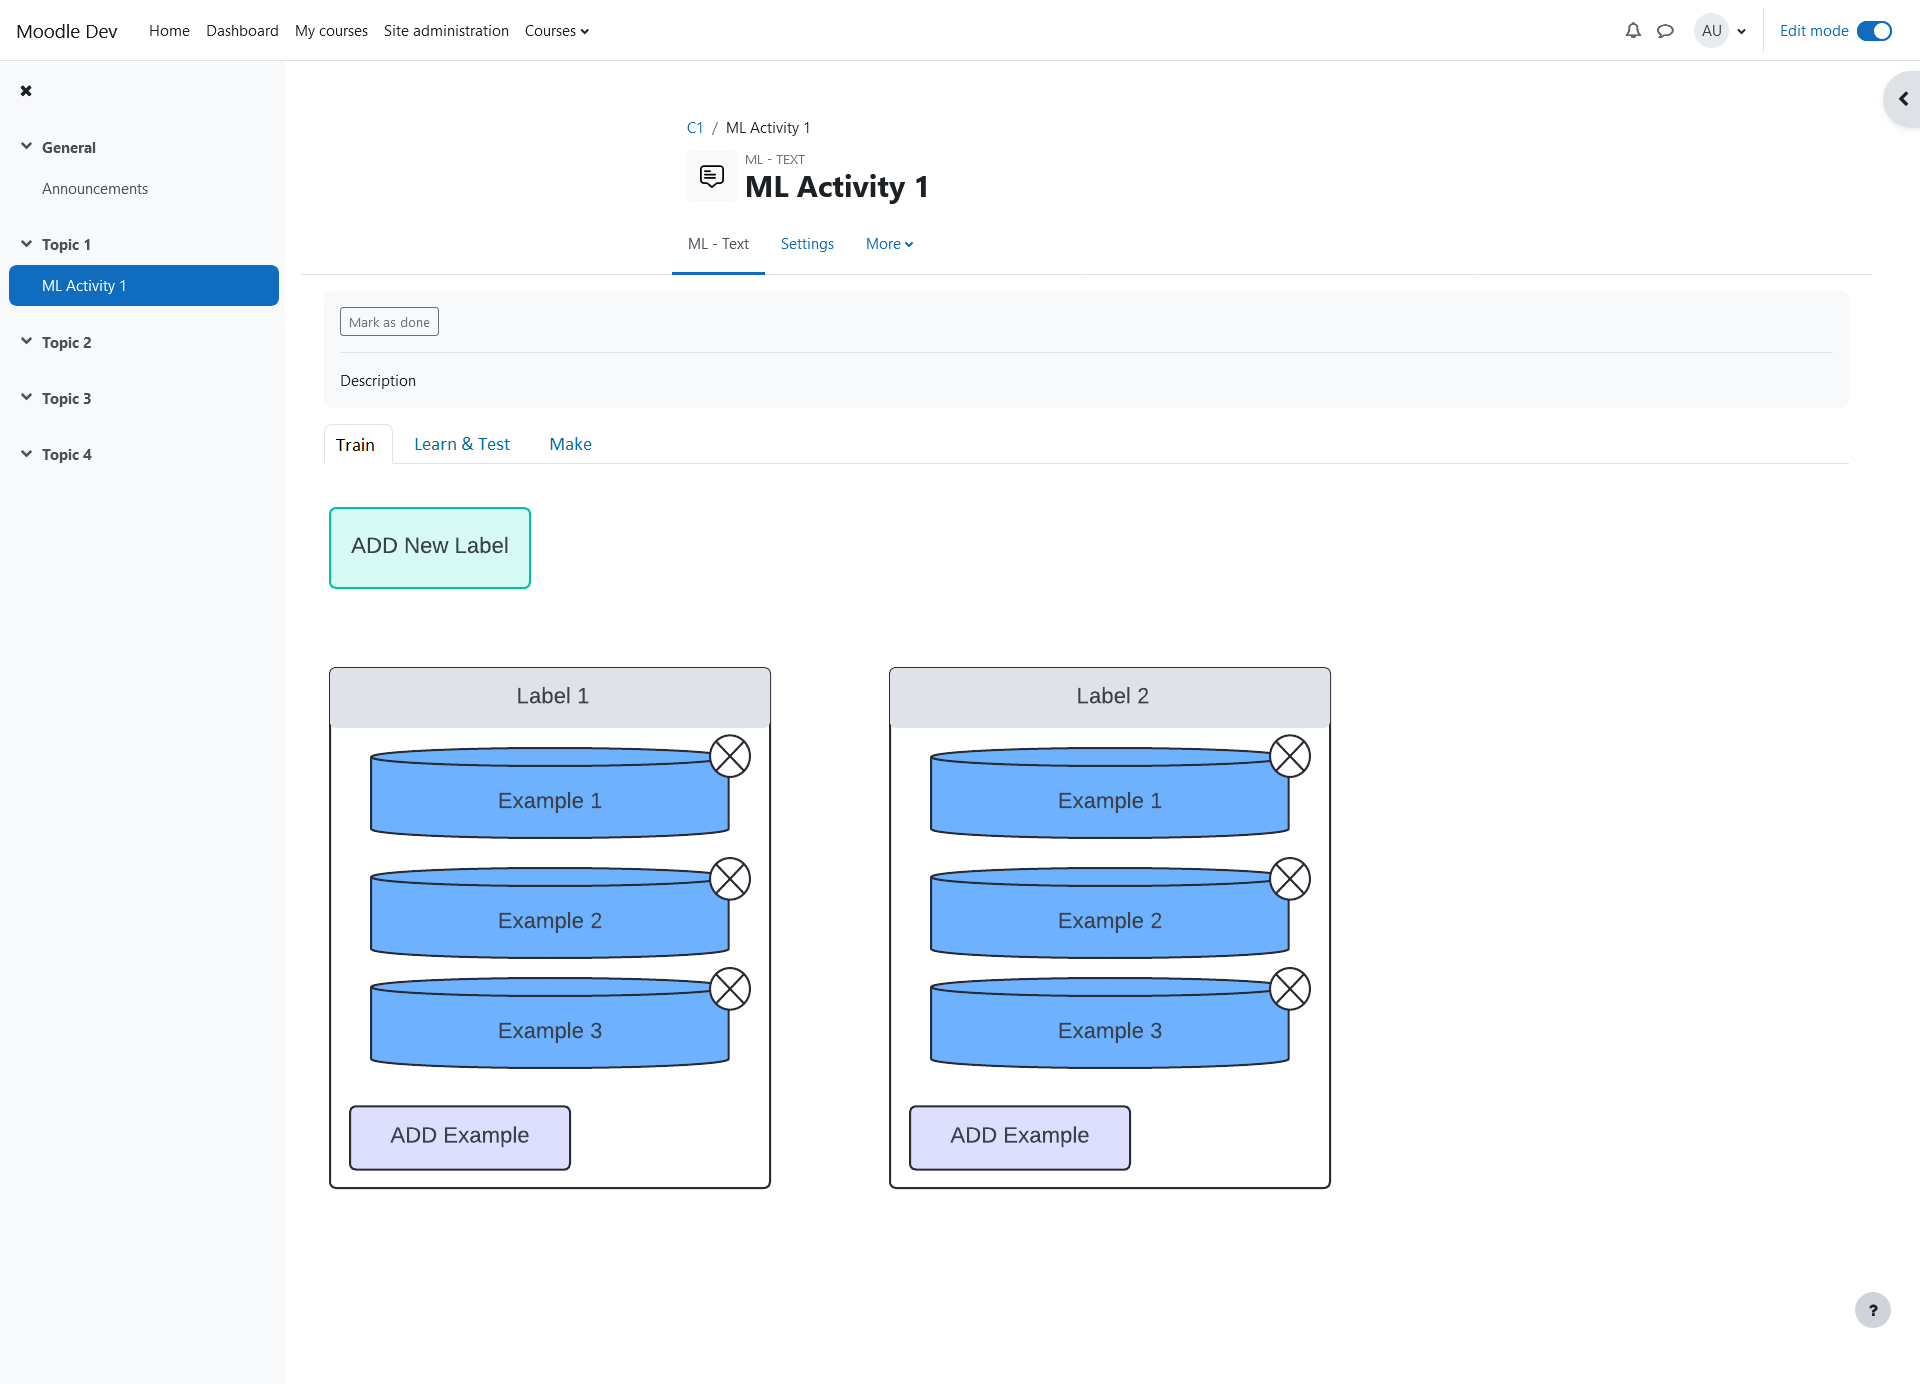 Moodle Dev Home Dashboard My courses Site administration Courses AU Edit mode
General
Announcements
Topic 1
ML Activity 1
Topic 2
Topic 3
Topic 4
C1 / ML Activity 1
ML - TEXT
ML Activity 1
ML - Text Settings More
Mark as done
Description
Train Learn & Test Make
ADD New Label
Label 1
Example 1
Example 2
Example 3
ADD Example
Label 2
Example 1
Example 2
Example 3
ADD Example
?